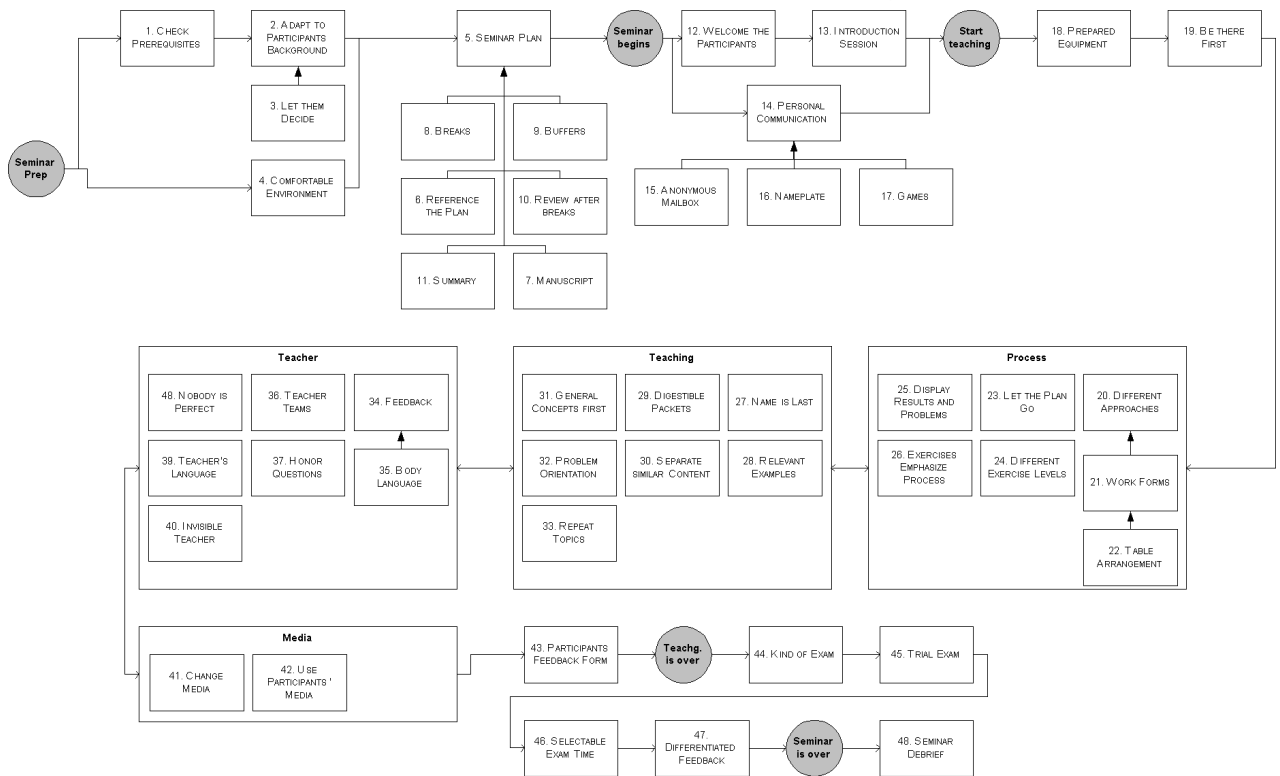 1. CHECK
PREREQUISITES
2. ADAPT TO
PARTICIPANTS
BACKGROUND
5. SEMINAR PLAN
Seminar
begins
12. WELCOME THE
PARTICIPANTS
13. INTRODUCTION
SESSION
Start
teaching
18. PREPARED
EQUIPMENT
19. BE THERE
FIRST
3. LET THEM
DECIDE
14. PERSONAL
COMMUNICATION
8. BREAKS
9. BUFFERS
Seminar
Prep
4. COMFORTABLE
ENVIRONMENT
6. REFERENCE
THE PLAN
10. REVIEW AFTER
BREAKS
15. ANONYMOUS
MAILBOX
16. NAMEPLATE
17. GAMES
11. SUMMARY
7. MANUSCRIPT
Teacher
48. NOBODY IS
PERFECT
36. TEACHER
TEAMS
34. FEEDBACK
39. TEACHER'S
LANGUAGE
37. HONOR
QUESTIONS
35. BODY
LANGUAGE
40. INVISIBLE
TEACHER
Teaching
31. GENERAL
CONCEPTS FIRST
29. DIGESTIBLE
PACKETS
27. NAME IS LAST
32. PROBLEM
ORIENTATION
30. SEPARATE
SIMILAR CONTENT
28. RELEVANT
EXAMPLES
33. REPEAT
TOPICS
Process
25. DISPLAY
RESULTS AND
PROBLEMS
23. LET THE PLAN
GO
20. DIFFERENT
APPROACHES
26. EXERCISES
EMPHASIZE
PROCESS
24. DIFFERENT
EXERCISE LEVELS
21. WORK FORMS
22. TABLE
ARRANGEMENT
Media
41. CHANGE
MEDIA
42. USE
PARTICIPANTS'
MEDIA
43. PARTICIPANTS
FEEDBACK FORM
Teachg.
is over
44. KIND OF EXAM
45. TRIAL EXAM
46. SELECTABLE
EXAM TIME
47.
DIFFERENTIATED
FEEDBACK
Seminar
is over
48. SEMINAR
DEBRIEF